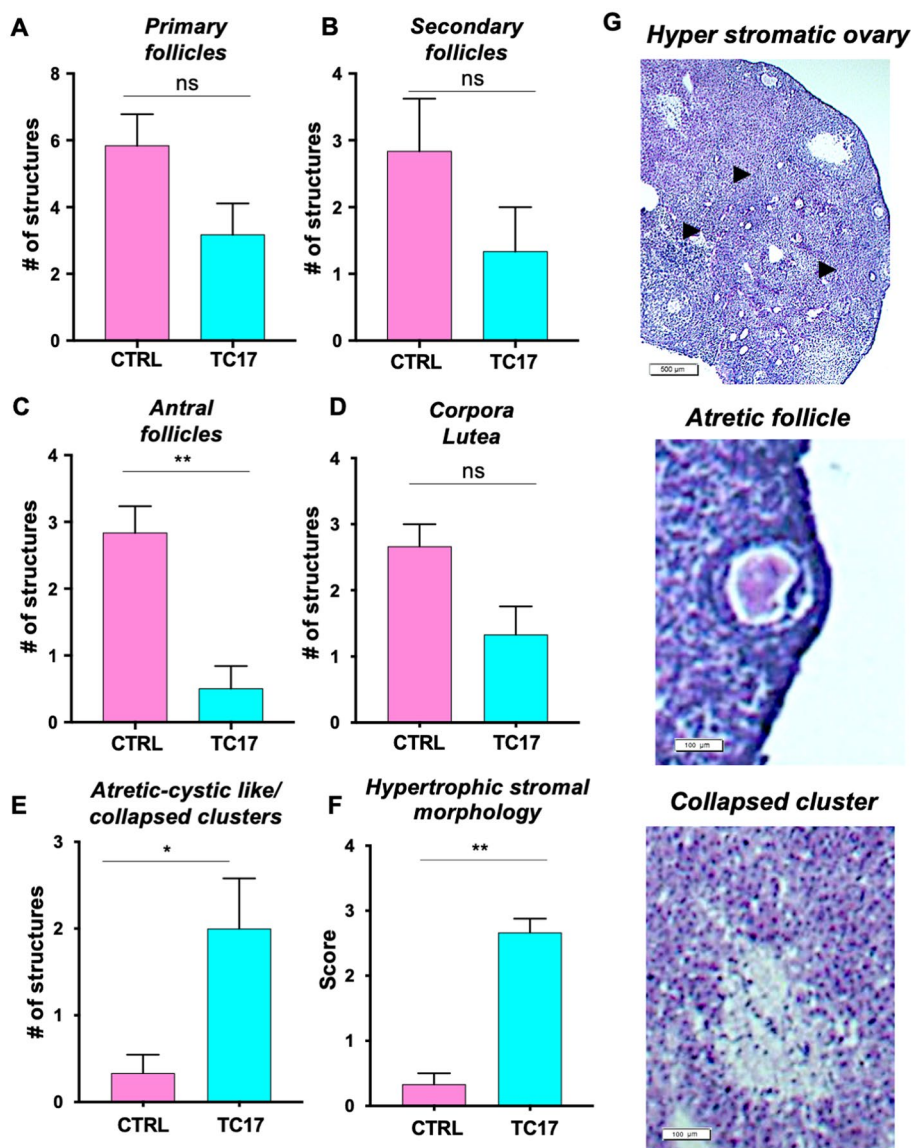 A
Primary
follicles
ns
# of structures
8
6
4
2
0
CTRL
TC17
B
Secondary
follicles
ns
# of structures
4
3
2
1
0
CTRL
TC17
C
Antral
follicles
**
# of structures
4
3
2
1
0
CTRL
TC17
D
Corpora
Lutea
ns
# of structures
4
3
2
1
0
CTRL
TC17
E
Atretic-cystic like/
collapsed clusters
*
# of structures
3
2
1
0
CTRL
TC17
F
Hypertrophic stromal
morphology
**
Score
4
3
2
1
0
CTRL
TC17
G
Hyper stromatic ovary
500 µm
Atretic follicle
100 µm
Collapsed cluster
100 µm